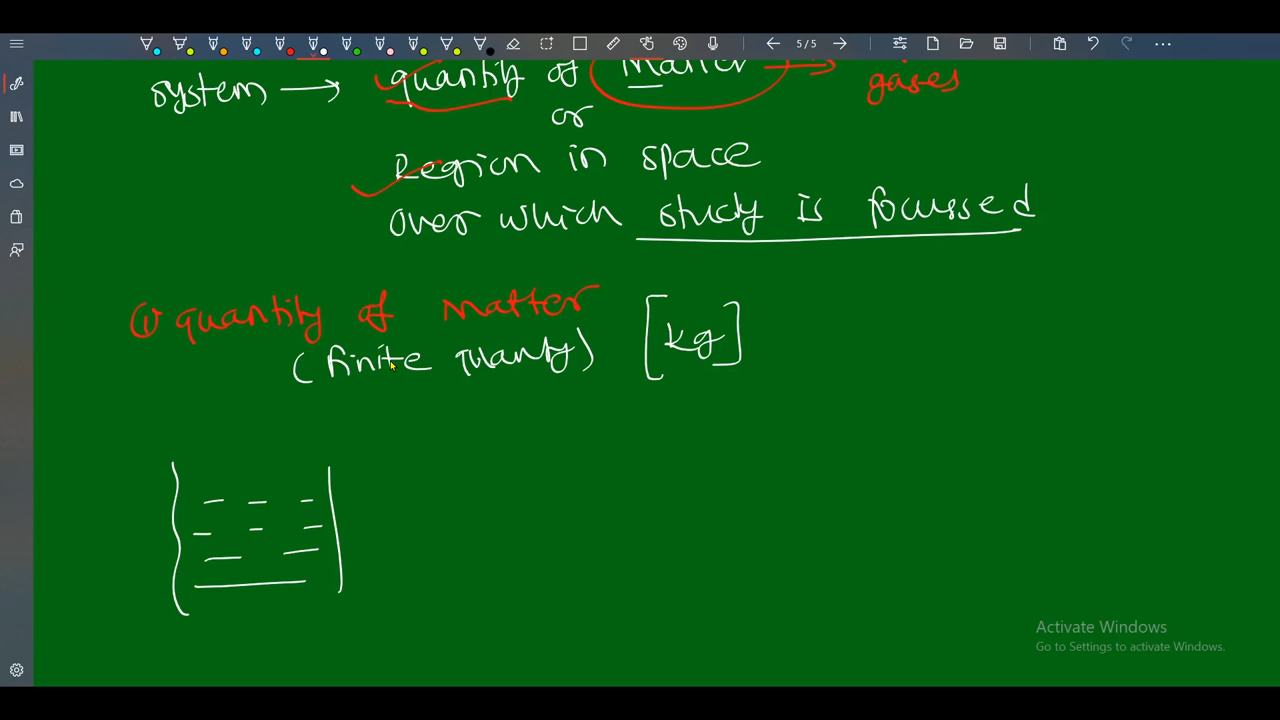 5/5
system → quantity of matter → gases
or
Region in space
over which study is focussed
① quantity of matter
(finite quanty) [kg]
Activate Windows
Go to Settings to activate Windows.